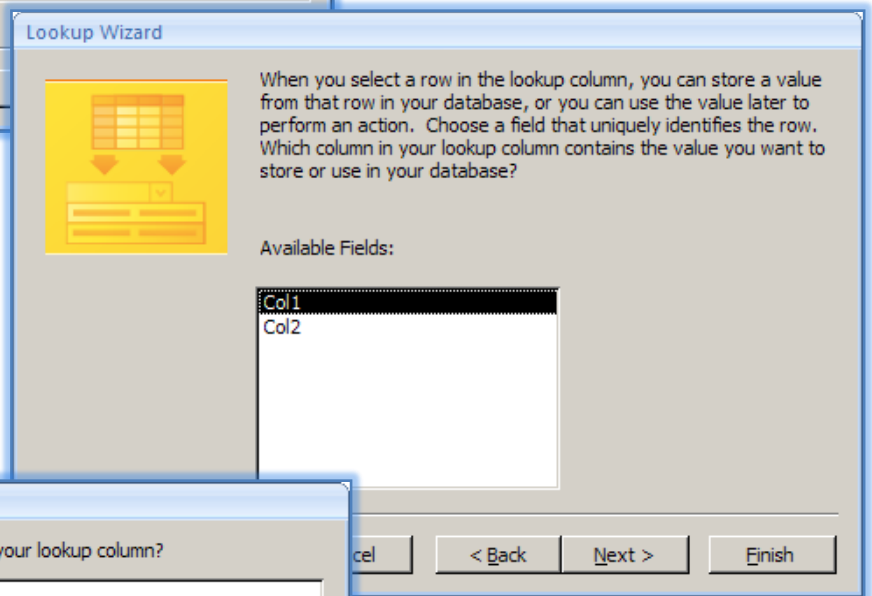 Lookup Wizard
When you select a row in the lookup column, you can store a value
from that row in your database, or you can use the value later to
perform an action. Choose a field that uniquely identifies the row.
Which column in your lookup column contains the value you want to
store or use in your database?
Available Fields:
Col1
Col2
your lookup column?
cel
< Back
Next >
Finish